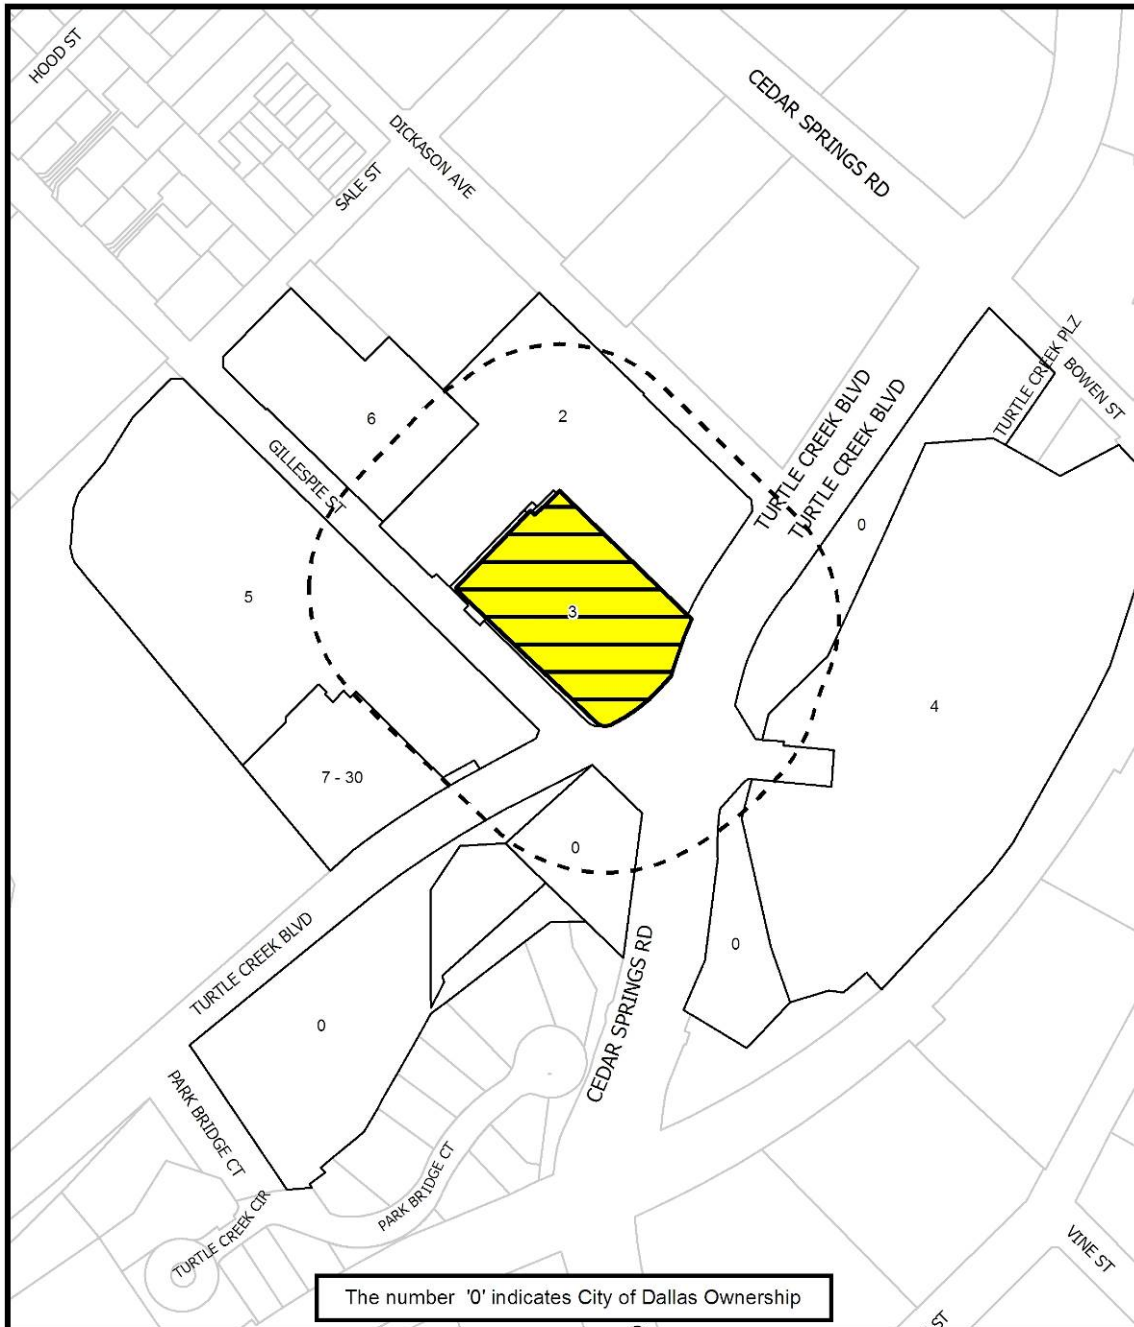 HOOD ST
CEDAR SPRINGS RD
DICKASON AVE
SALE ST
TURTLE CREEK PLZ
BOWEN ST
TURTLE CREEK BLVD
TURTLE CREEK BLVD
6
2
GILLESPIE ST
0
5
3
4
7 - 30
0
TURTLE CREEK BLVD
0
CEDAR SPRINGS RD
0
PARK BRIDGE CT
PARK BRIDGE CT
TURTLE CREEK CIR
VINE ST
The number '0' indicates City of Dallas Ownership
ST